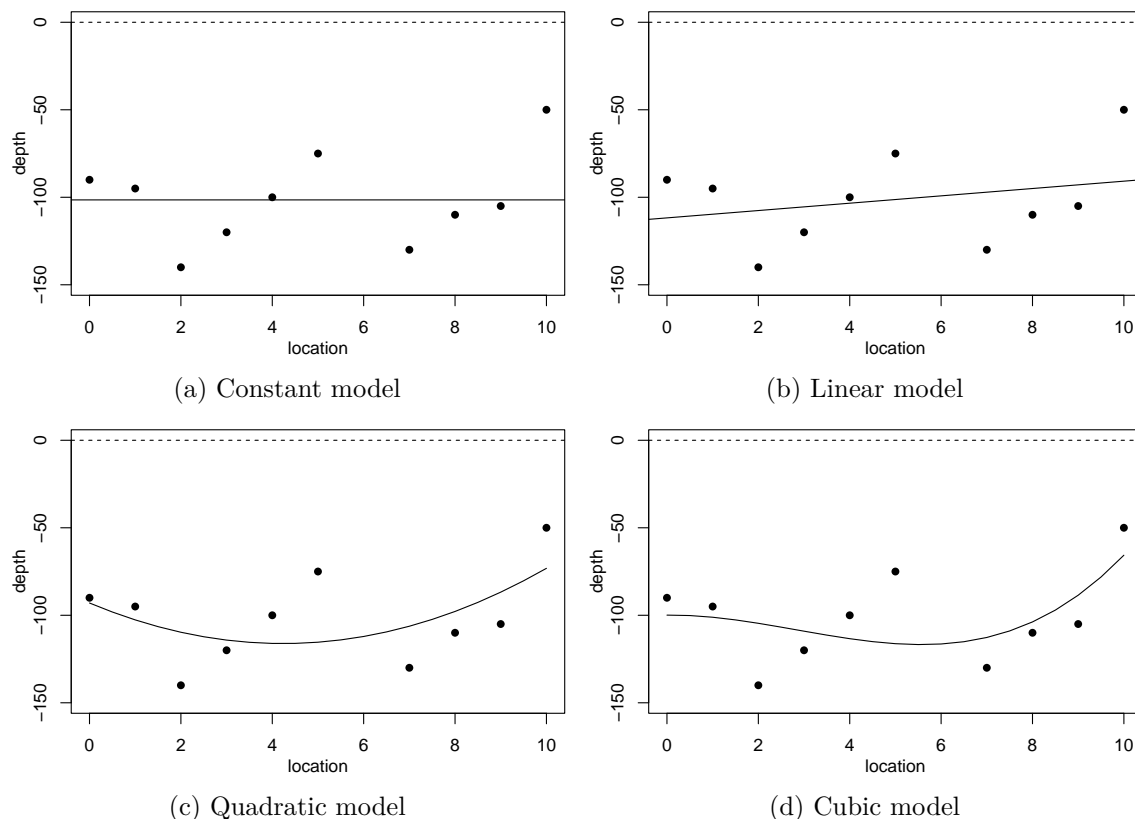 0
−50
−100
−150
depth
0 2 4 6 8 10
location
(a) Constant model
0
−50
−100
−150
depth
0 2 4 6 8 10
location
(b) Linear model
0
−50
−100
−150
depth
0 2 4 6 8 10
location
(c) Quadratic model
0
−50
−100
−150
depth
0 2 4 6 8 10
location
(d) Cubic model